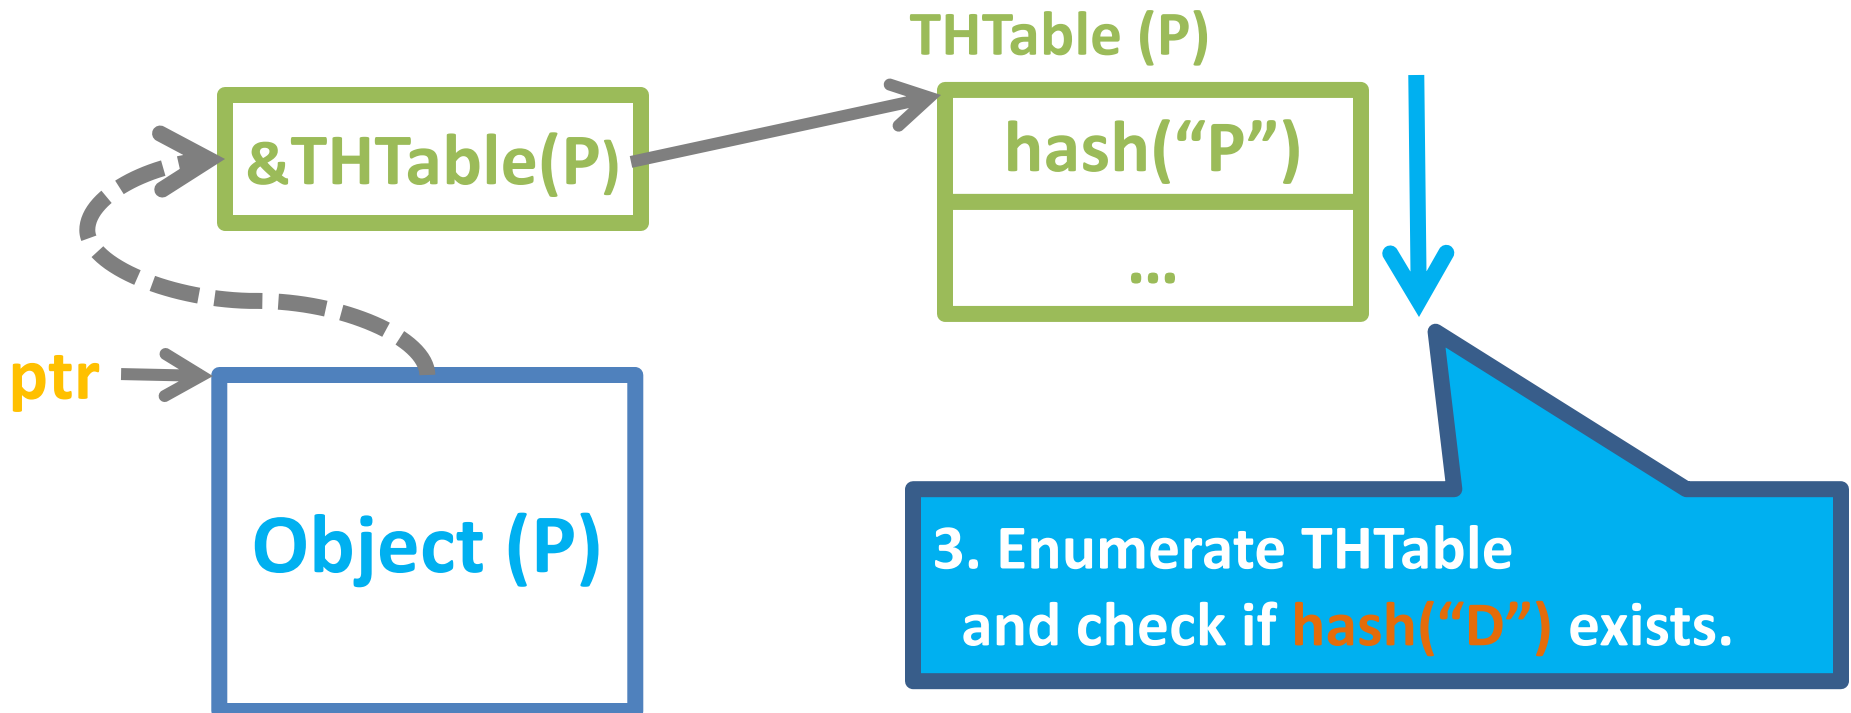 THTable (P)
&THTable(P)
hash(“P”)
...
ptr
Object (P)
3. Enumerate THTable
and check if hash(“D”) exists.